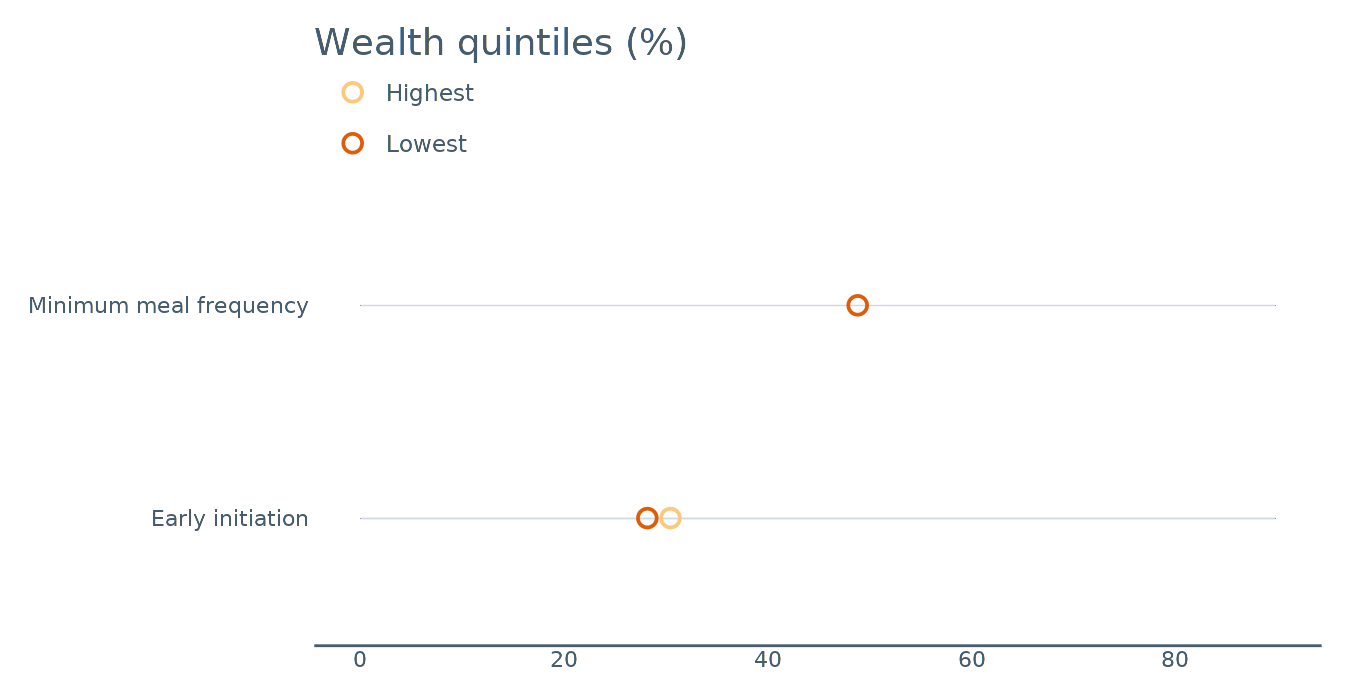 Wealth quintiles (%)
Highest
Lowest
Minimum meal frequency
Early initiation
0 20 40 60 80